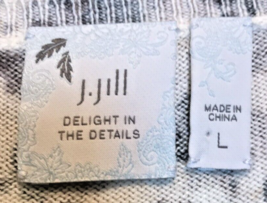 J.Jill
DELIGHT IN
THE DETAILS
MADE IN
CHINA
L